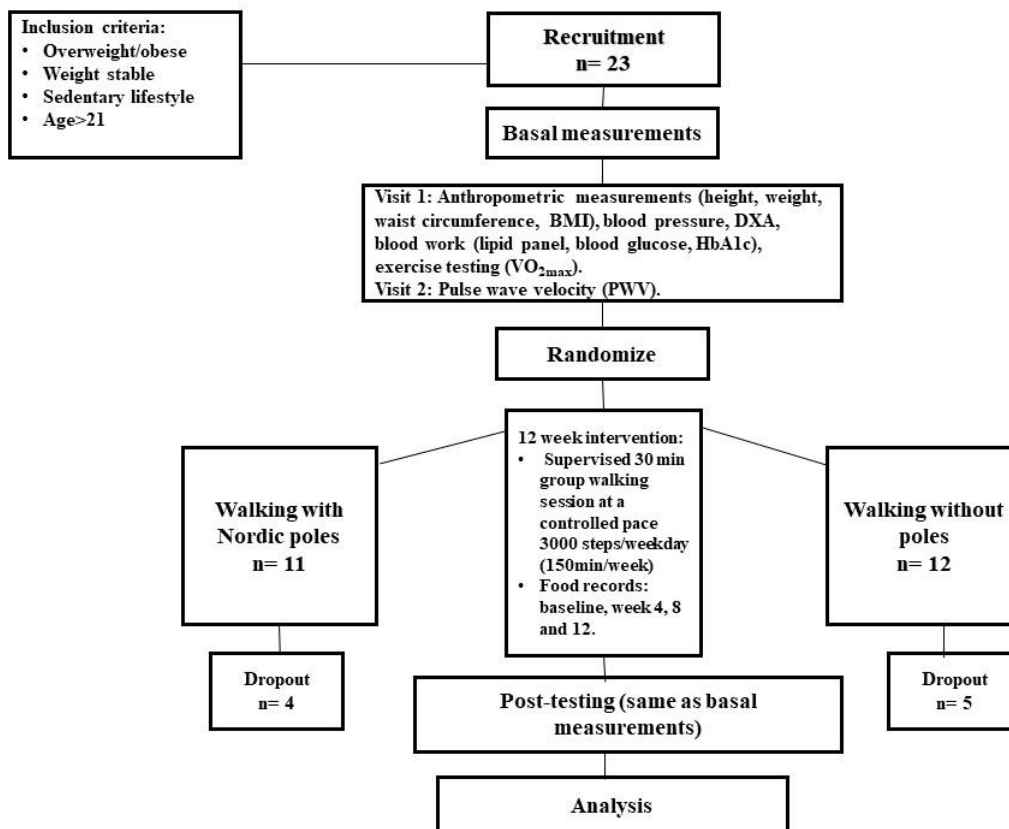 Inclusion criteria:
• Overweight/obese
• Weight stable
• Sedentary lifestyle
• Age>21
Recruitment
n= 23
Basal measurements
Visit 1: Anthropometric measurements (height, weight,
waist circumference, BMI), blood pressure, DXA,
blood work (lipid panel, blood glucose, HbA1c),
exercise testing (VO2max).
Visit 2: Pulse wave velocity (PWV).
Randomize
Walking with
Nordic poles
n= 11
12 week intervention:
• Supervised 30 min
group walking
session at a
controlled pace
3000 steps/weekday
(150min/week)
• Food records:
baseline, week 4, 8
and 12.
Walking without
poles
n= 12
Dropout
n= 4
Dropout
n= 5
Post-testing (same as basal
measurements)
Analysis